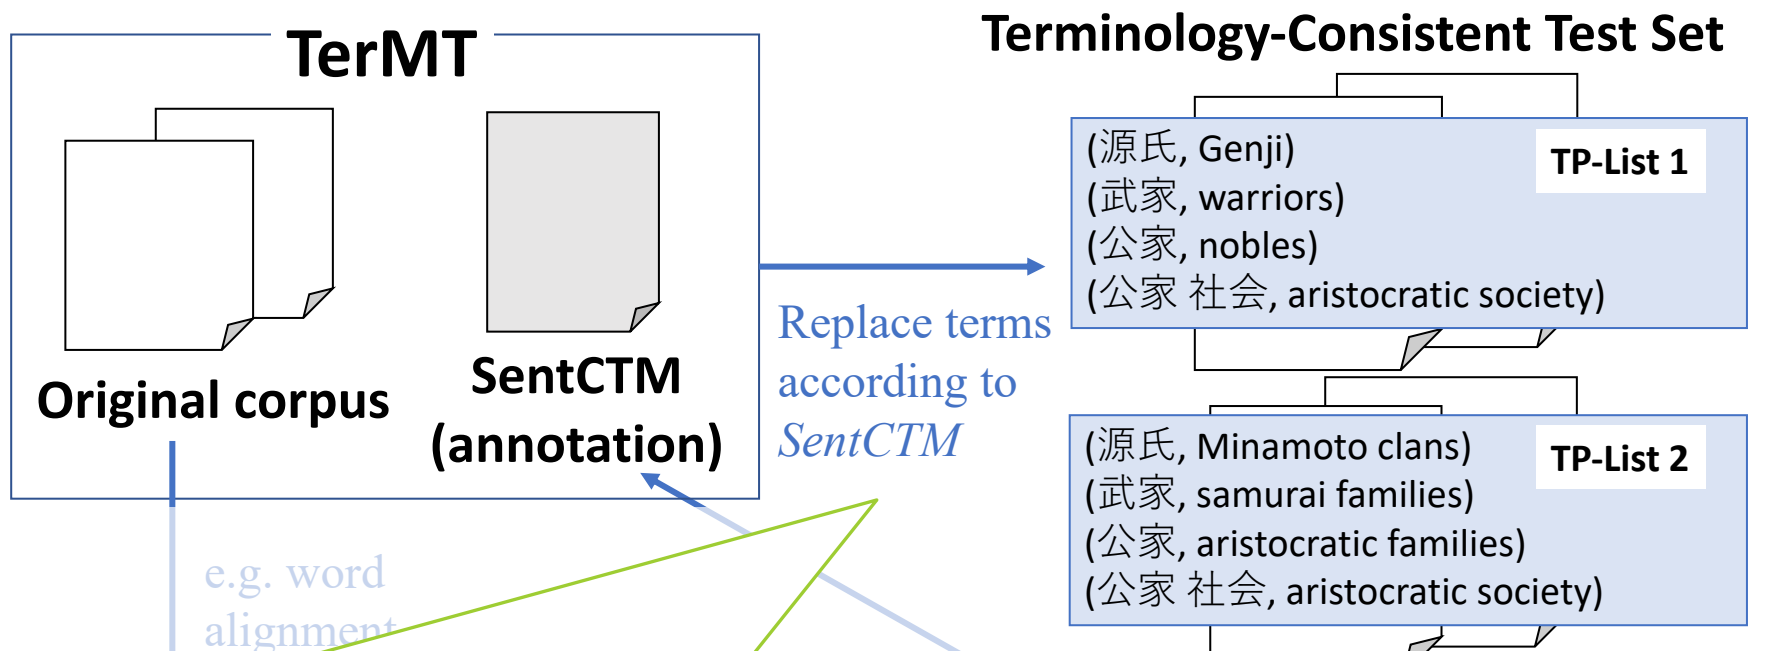 TerMT
Original corpus
SentCTM
(annotation)
e.g. word
alignment
Replace terms
according to
SentCTM
Terminology-Consistent Test Set
TP-List 1
(源氏, Genji)
(武家, warriors)
(公家, nobles)
(公家 社会, aristocratic society)
TP-List 2
(源氏, Minamoto clans)
(武家, samurai families)
(公家, aristocratic families)
(公家 社会, aristocratic society)